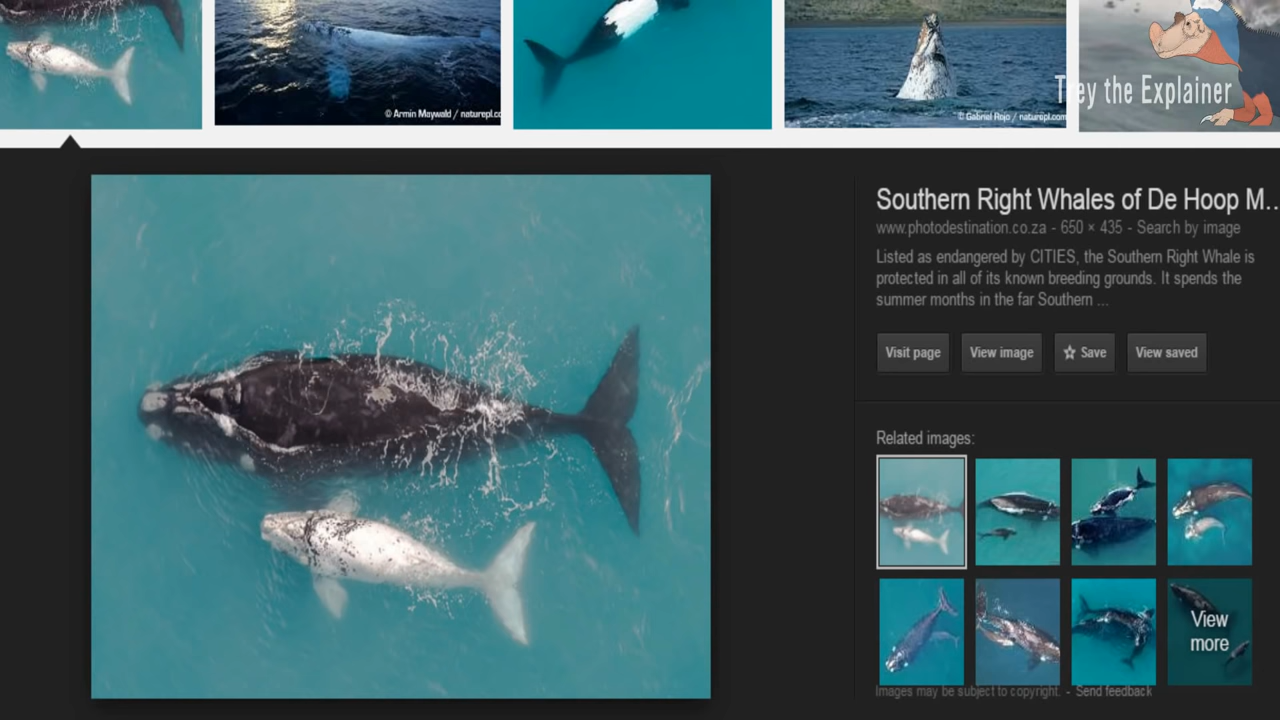 © Armin Maywald / naturepl.co
© Gabriel Rojo / naturepl.com
Trey the Explainer
Southern Right Whales of De Hoop M...
www.photodestination.co.za - 650 × 435 - Search by image
Listed as endangered by CITIES, the Southern Right Whale is
protected in all of its known breeding grounds. It spends the
summer months in the far Southern ...
Visit page
View image
Save
View saved
Related images:
View
more
Images may be subject to copyright. - Send feedback